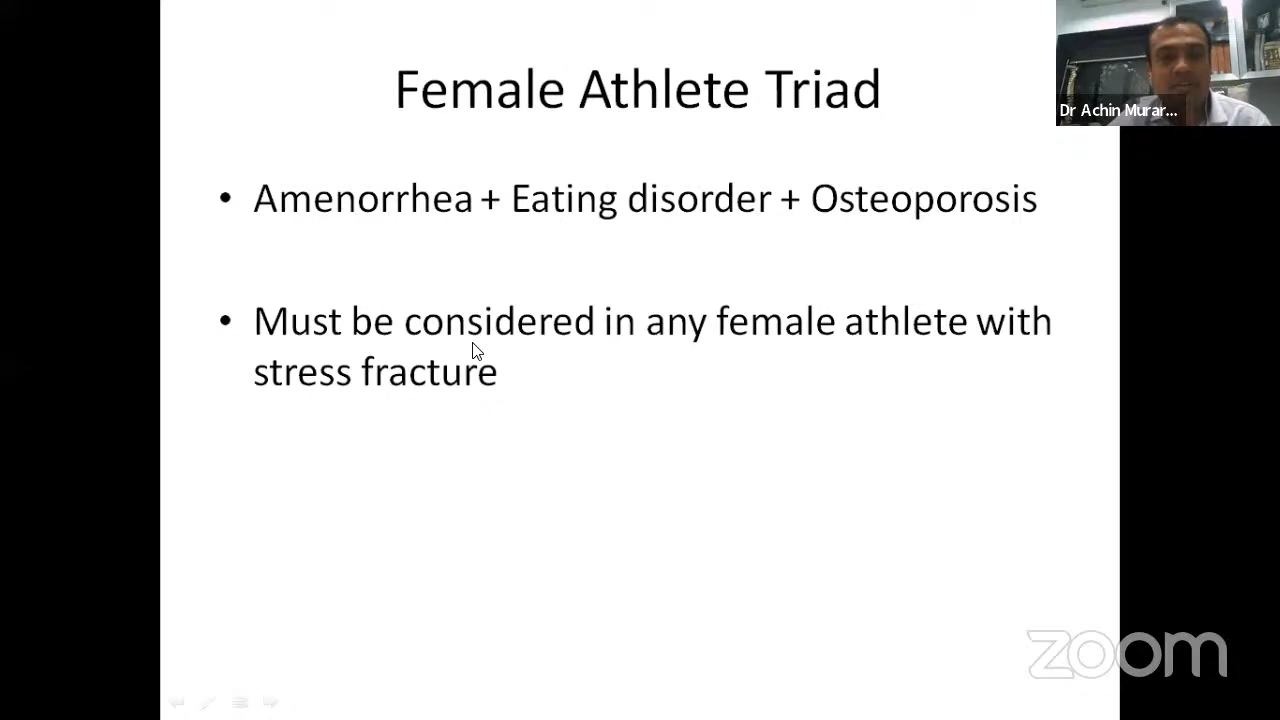 Female Athlete Triad
Dr Achin Murar...
• Amenorrhea + Eating disorder + Osteoporosis
• Must be considered in any female athlete with
stress fracture
zoom